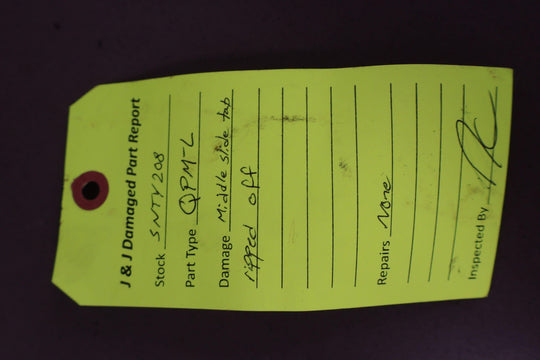 J & J Damaged Part Report
Stock SNTY208
Part Type QPM-L
Damage Middle side tab
ripped off
Repairs None
Inspected By